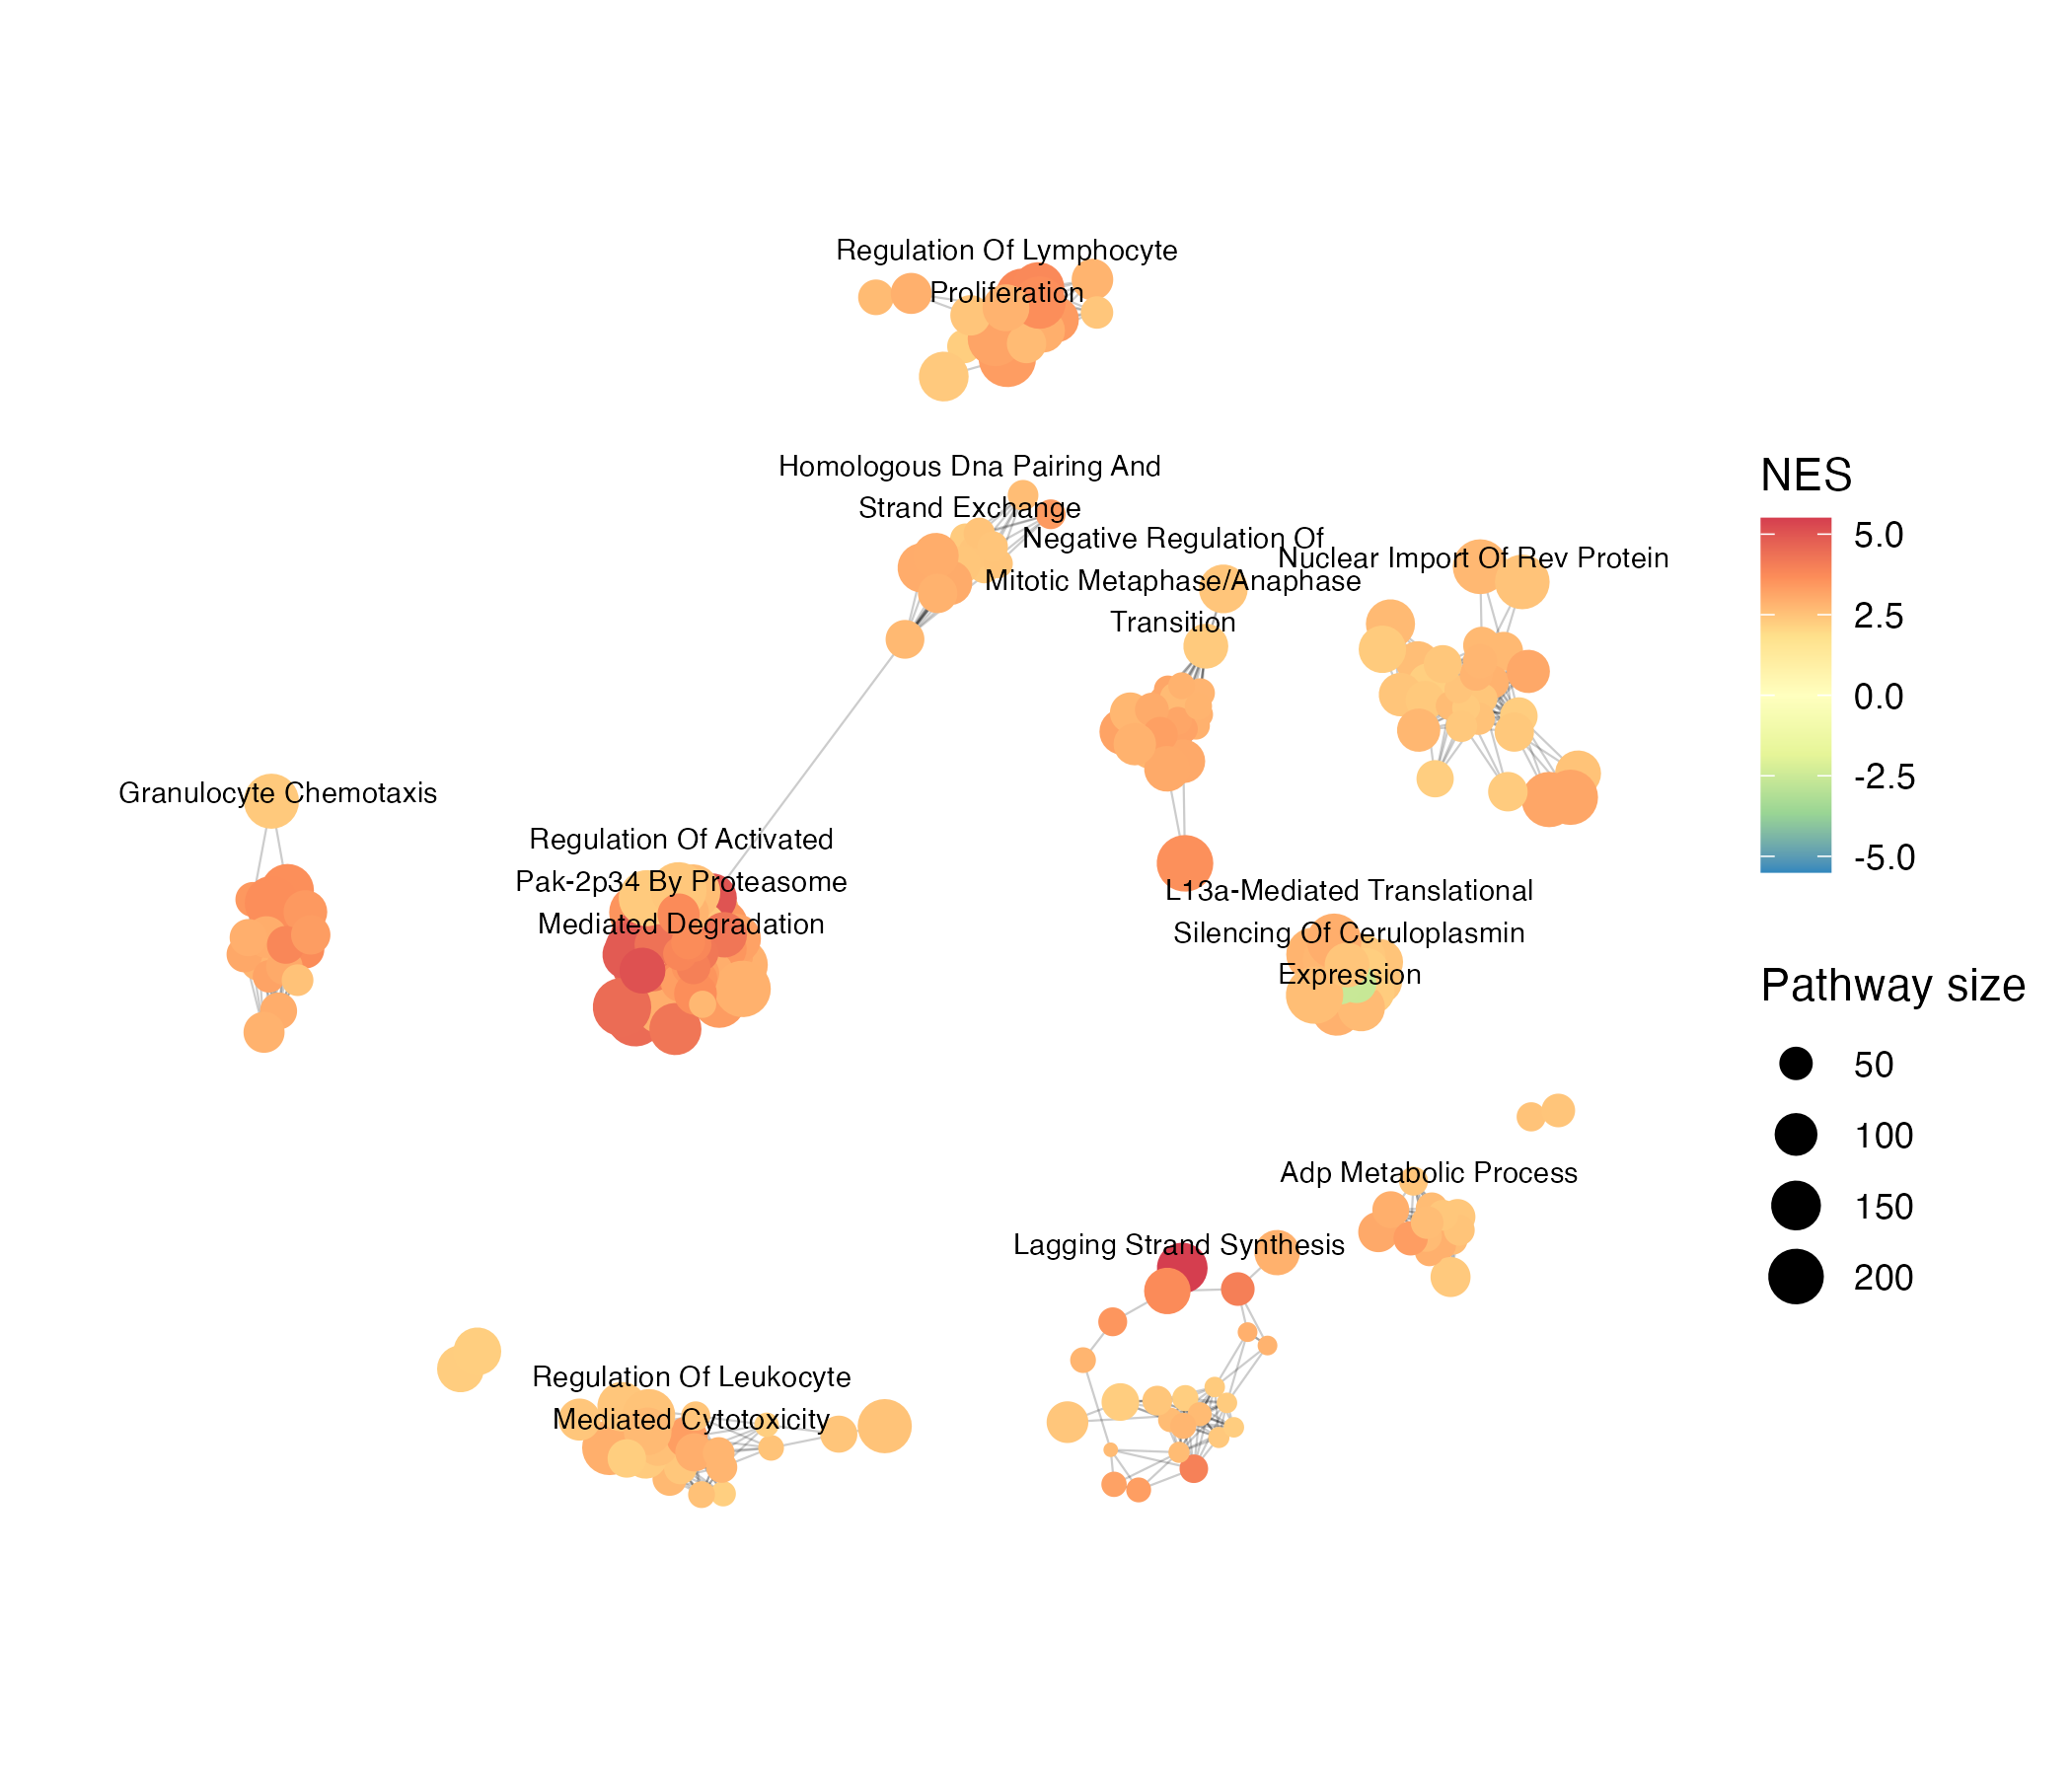 Regulation Of Lymphocyte
Proliferation
Homologous Dna Pairing And
Strand Exchange
Negative Regulation Of
Mitotic Metaphase/Anaphase
Transition
Nuclear Import Of Rev Protein
Granulocyte Chemotaxis
Regulation Of Activated
Pak-2p34 By Proteasome
Mediated Degradation
L13a-Mediated Translational
Silencing Of Ceruloplasmin
Expression
Adp Metabolic Process
Lagging Strand Synthesis
Regulation Of Leukocyte
Mediated Cytotoxicity
NES
5.0
2.5
0.0
-2.5
-5.0
Pathway size
50
100
150
200